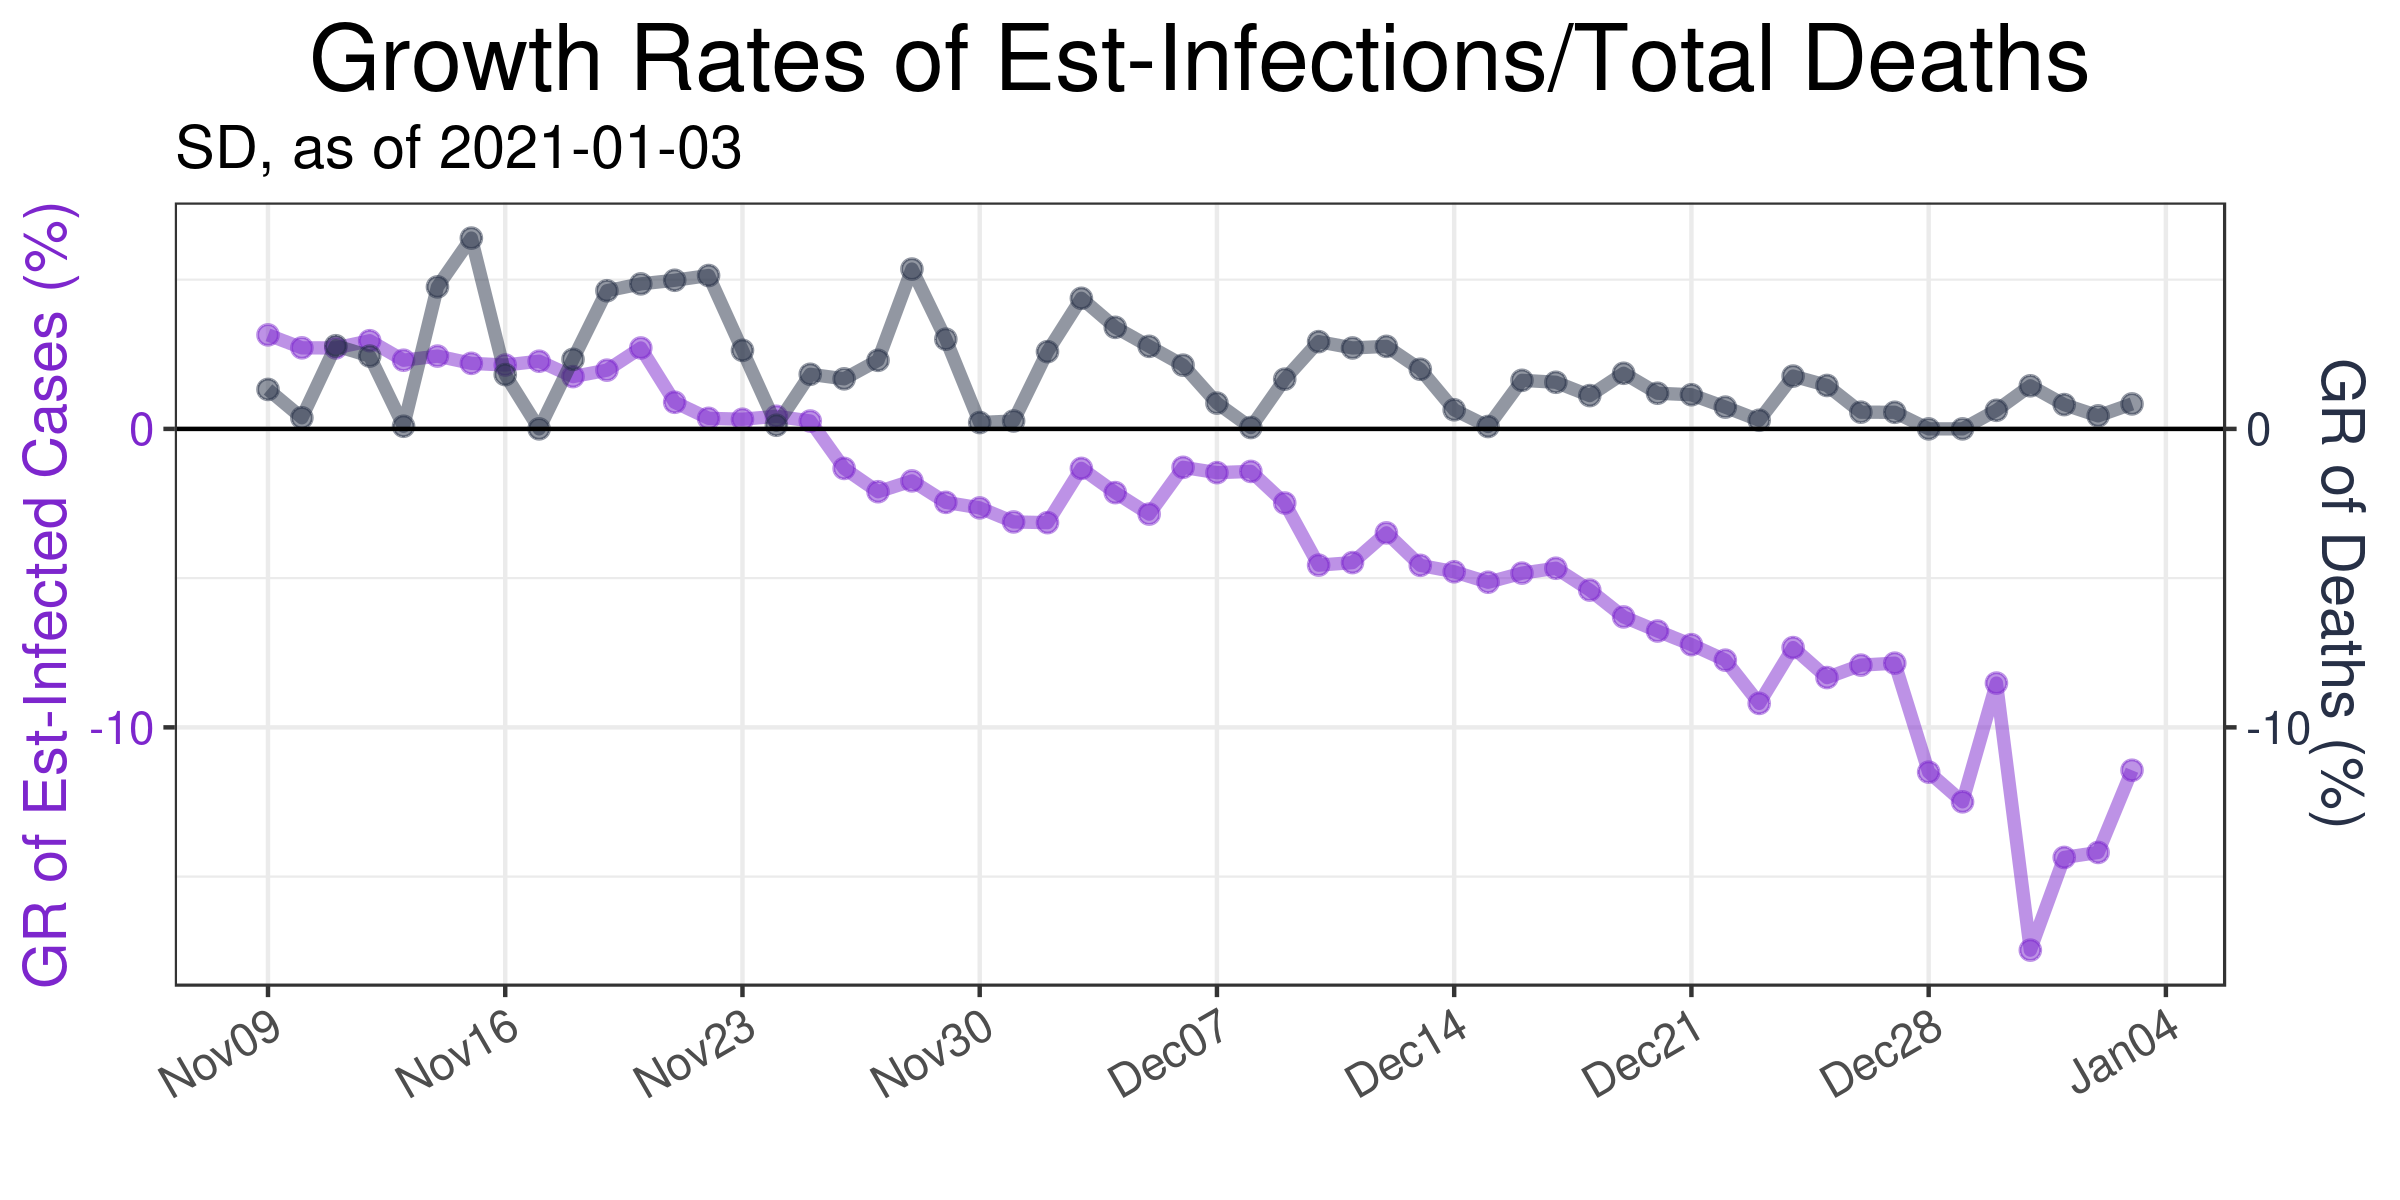 Growth Rates of Est-Infections/Total Deaths
SD, as of 2021-01-03
GR of Est-Infected Cases (%)
0
-10
0
-10
GR of Deaths (%)
Nov09
Nov16
Nov23
Nov30
Dec07
Dec14
Dec21
Dec28
Jan04